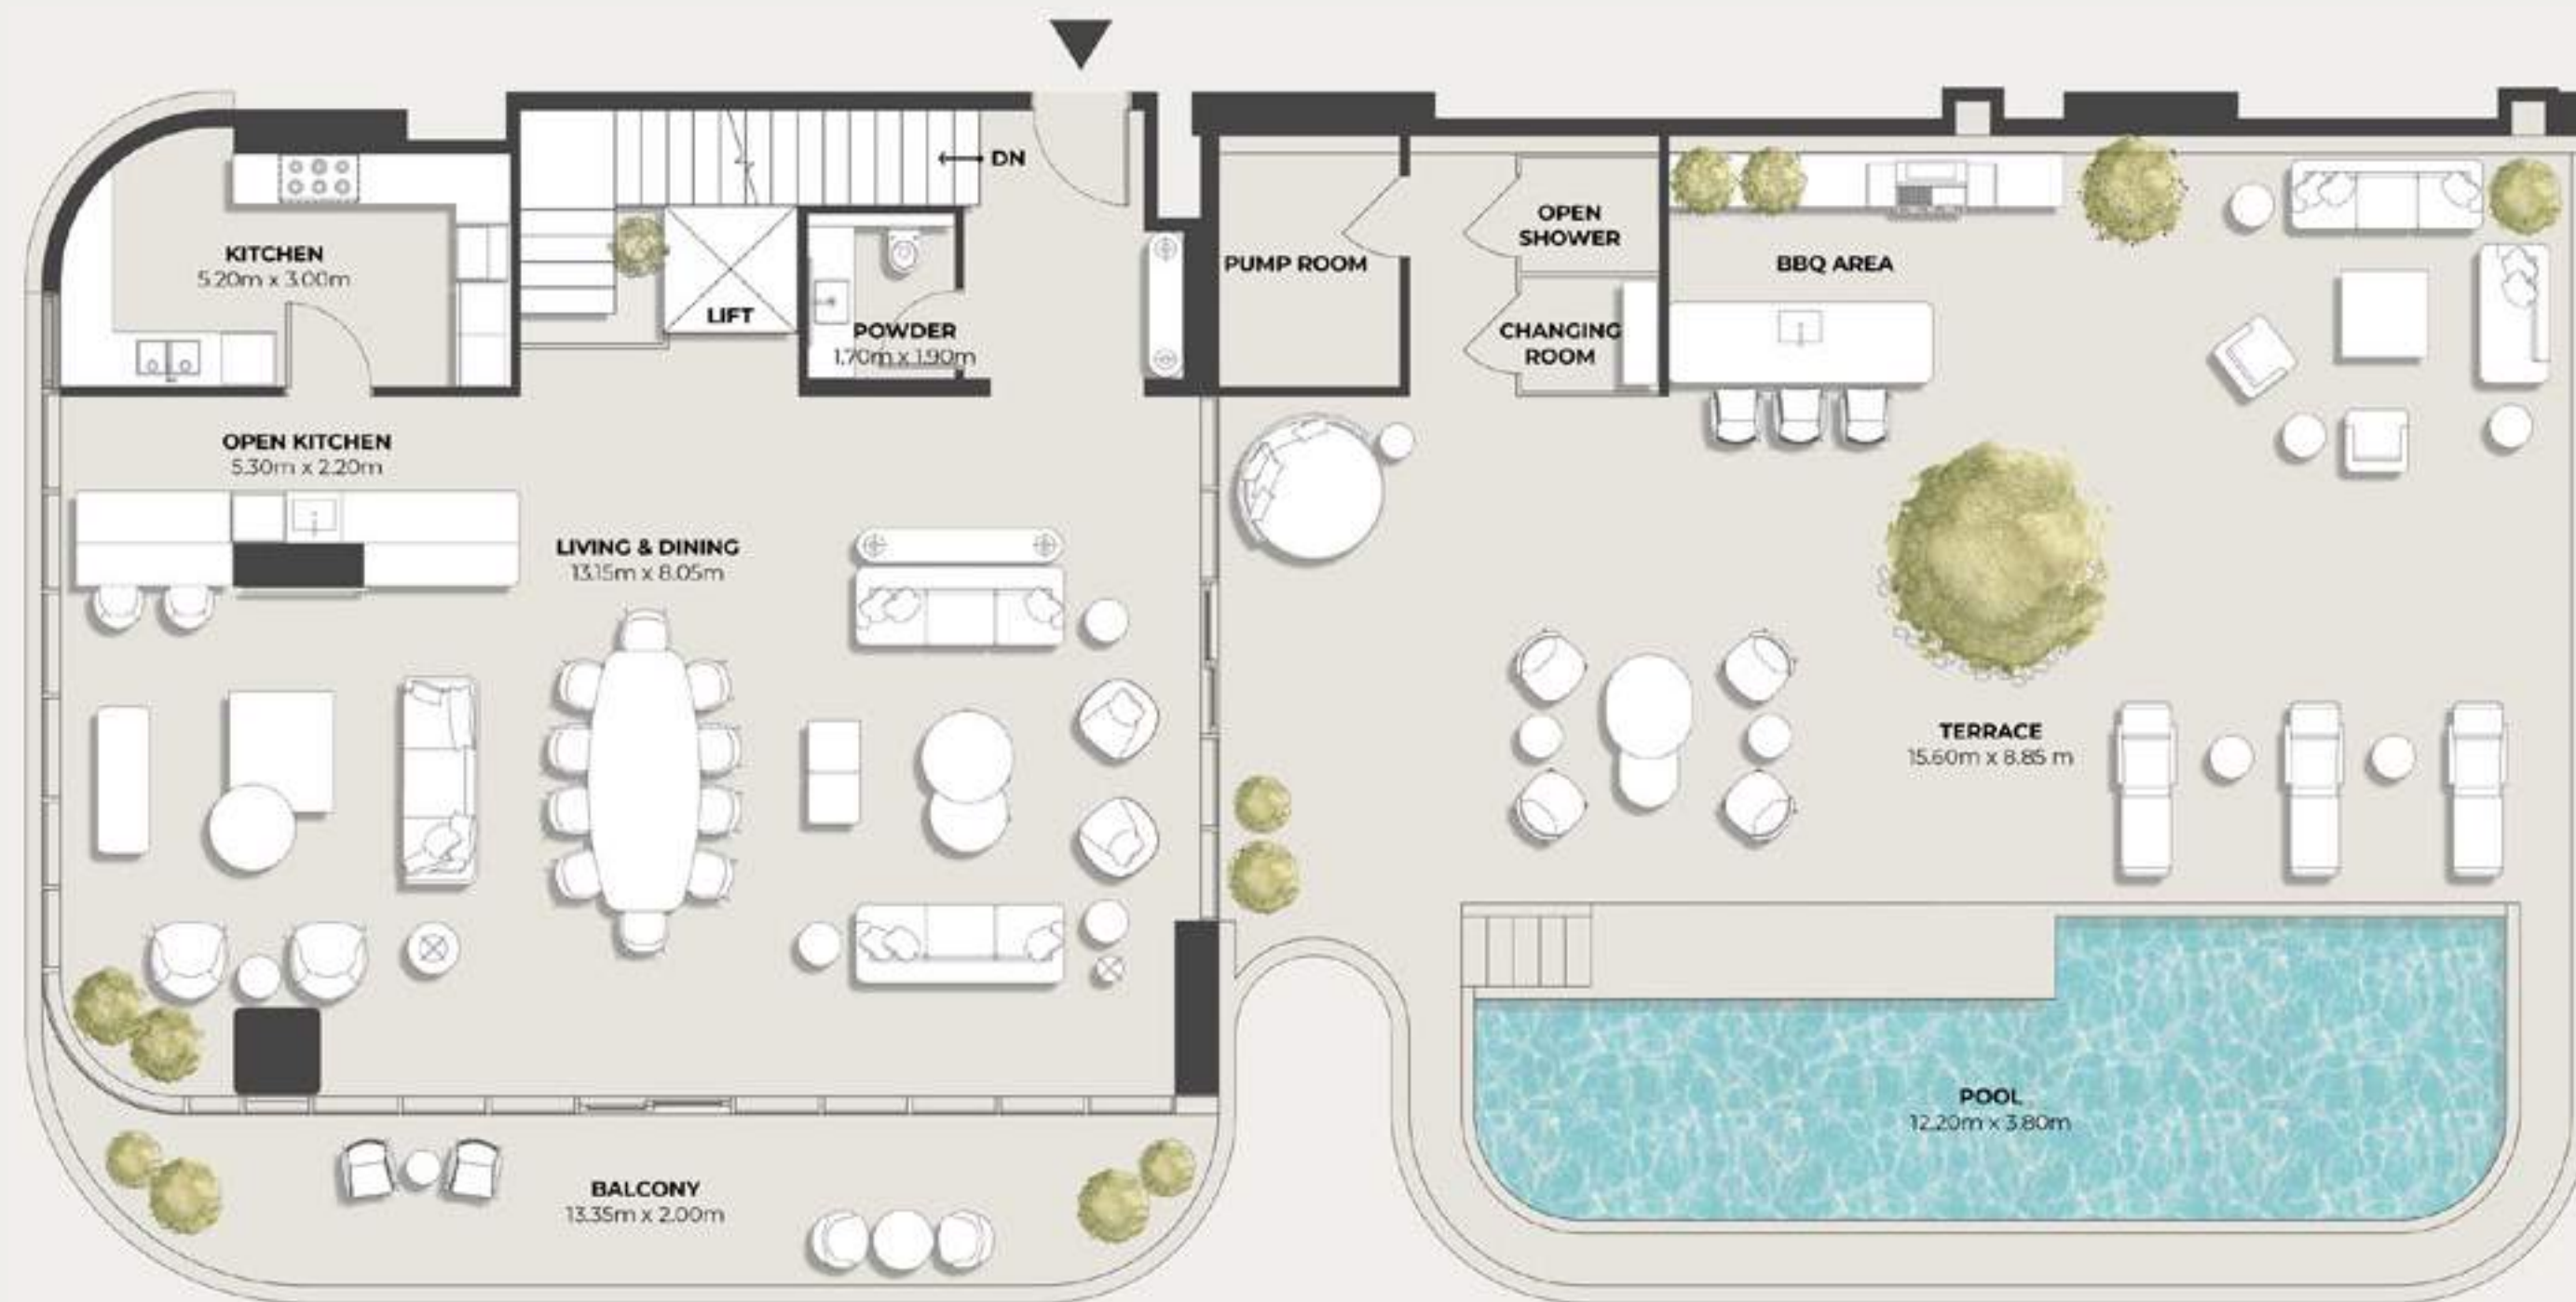 DN
KITCHEN
5.20m x 3.00m
LIFT
POWDER
1.70m x 1.90m
PUMP ROOM
OPEN
SHOWER
CHANGING
ROOM
BBQ AREA
OPEN KITCHEN
5.30m x 2.20m
LIVING & DINING
13.15m x 8.05m
TERRACE
15.60m x 8.85 m
POOL
12.20m x 3.80m
BALCONY
13.35m x 2.00m